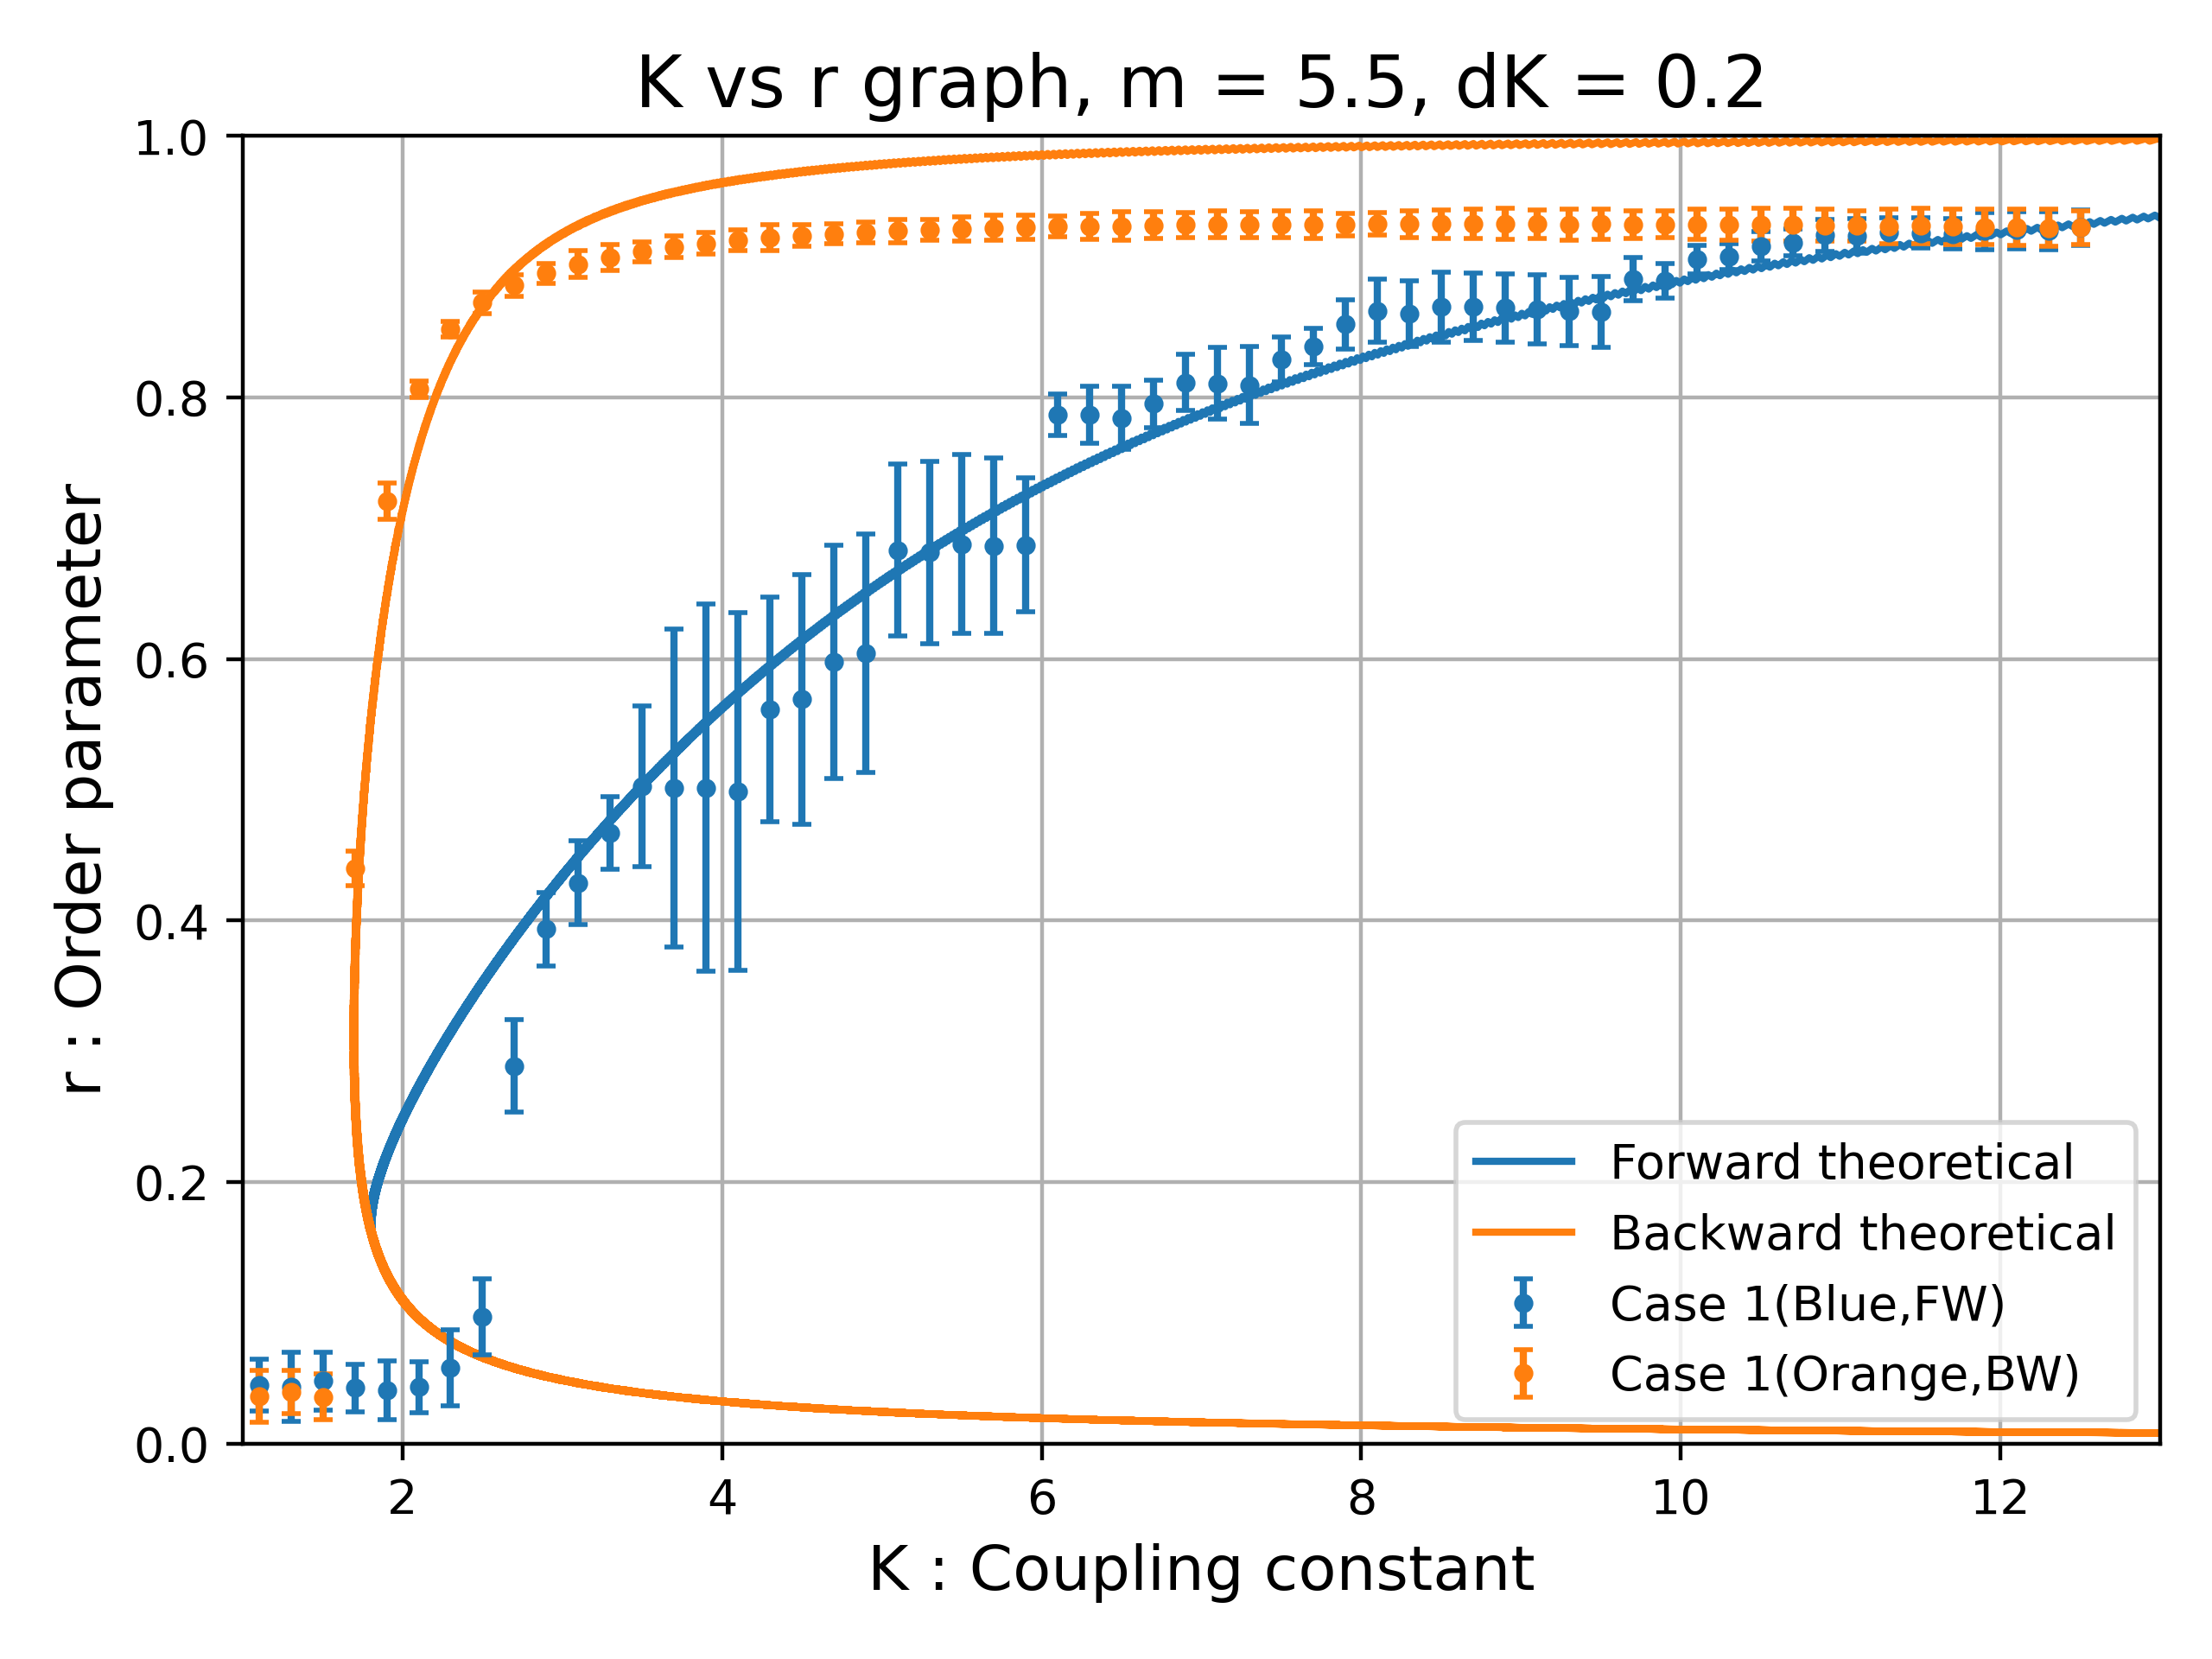 K vs r graph, m = 5.5, dK = 0.2
1.0
0.8
0.6
0.4
0.2
0.0
r : Order parameter
2 4 6 8 10 12
K : Coupling constant
Forward theoretical
Backward theoretical
Case 1(Blue,FW)
Case 1(Orange,BW)